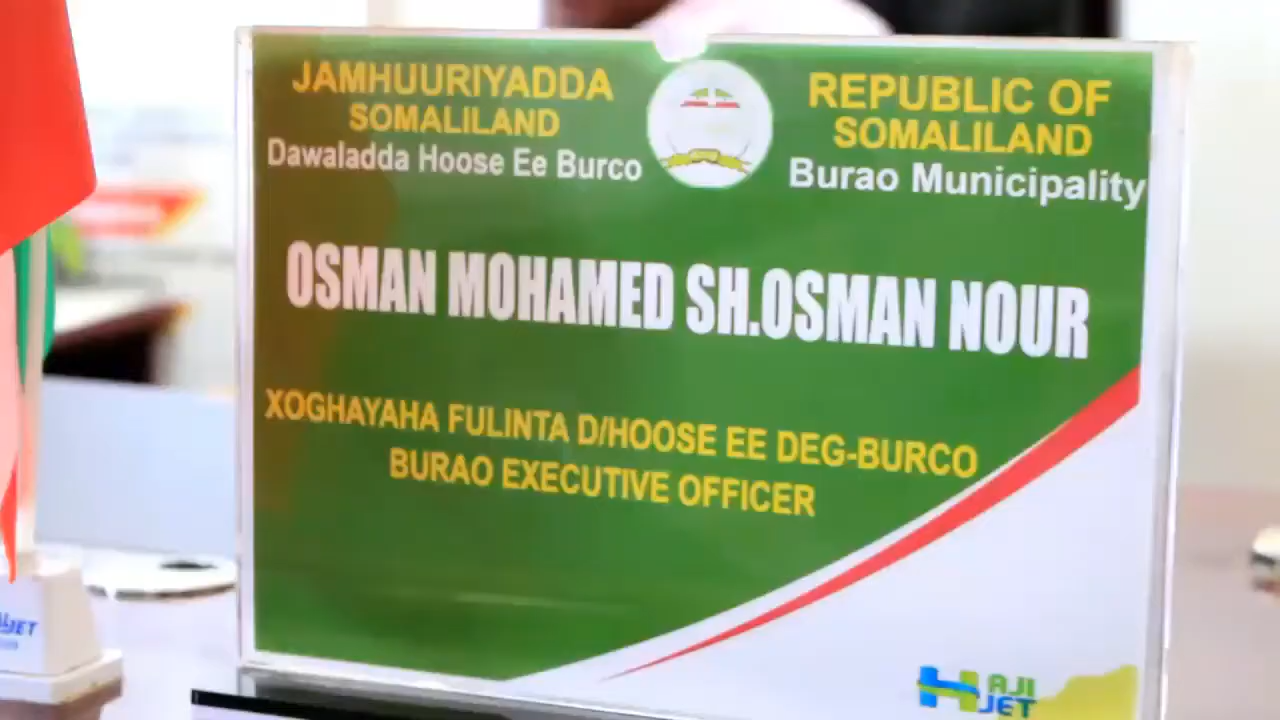 JAMHUURIYADDA
SOMALILAND
Dawaladda Hoose Ee Burco
REPUBLIC OF
SOMALILAND
Burao Municipality
OSMAN MOHAMED SH.OSMAN NOUR
XOGHAYAHA FULINTA D/HOOSE EE DEG-BURCO
BURAO EXECUTIVE OFFICER
HAJI
JET
JET